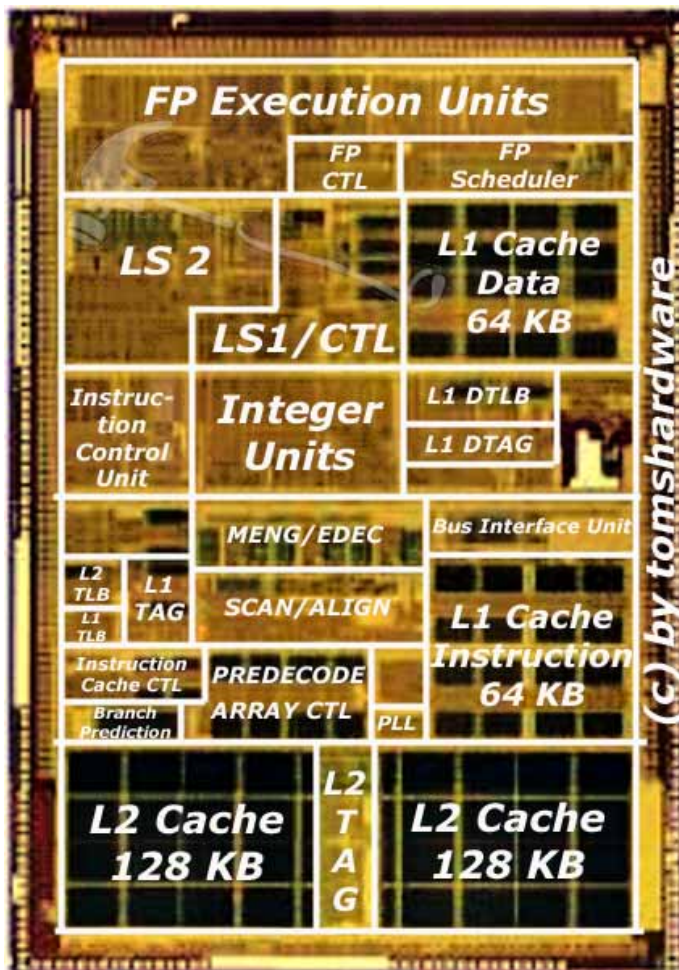 FP Execution Units
FP
CTL
FP
Scheduler
LS 2
LS1/CTL
L1 Cache
Data
64 KB
Instruc-
tion
Control
Unit
Integer
Units
L1 DTLB
L1 DTAG
MENG/EDEC
Bus Interface Unit
L2
TLB
L1
TLB
L1
TAG
SCAN/ALIGN
L1 Cache
Instruction
64 KB
Instruction
Cache CTL
PREDECODE
ARRAY CTL
Branch
Prediction
PLL
L2 Cache
128 KB
L2
T
A
G
L2 Cache
128 KB
(c) by tomshardware